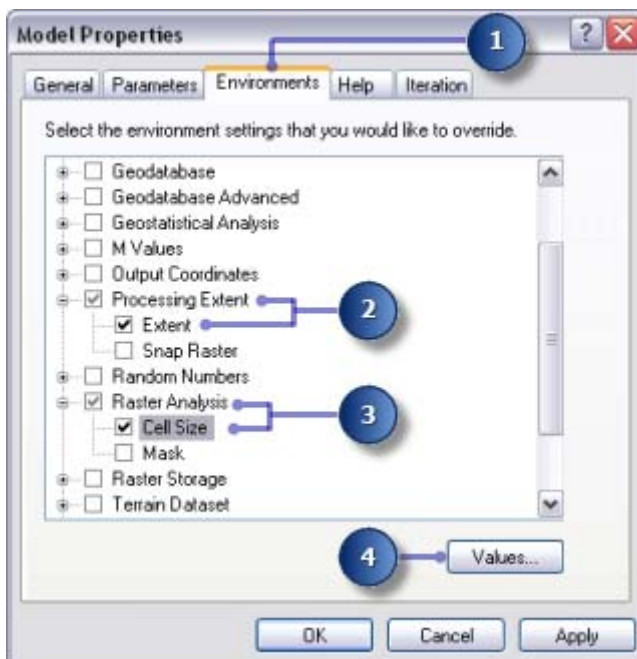 Model Properties
1
General Parameters Environments Help Iteration
Select the environment settings that you would like to override.
Geodatabase
Geodatabase Advanced
Geostatistical Analysis
M Values
Output Coordinates
Processing Extent
2
Extent
Snap Raster
Random Numbers
Raster Analysis
3
Cell Size
Mask
Raster Storage
Terrain Dataset
4
Values...
OK Cancel Apply